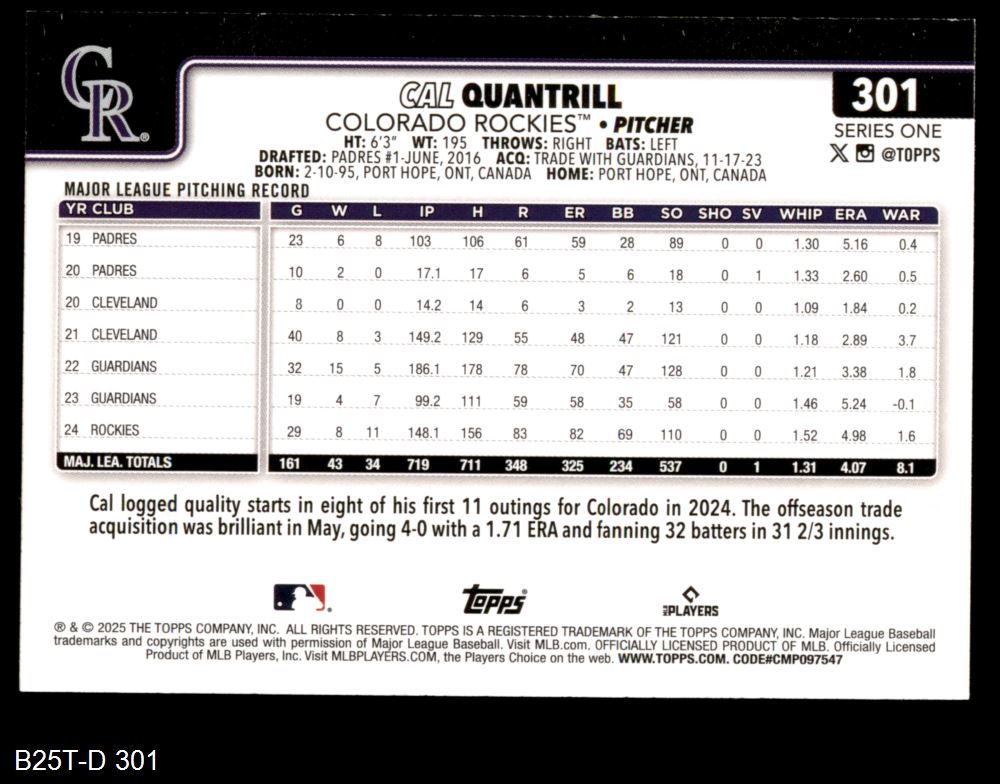 CR®
CAL QUANTRILL
301
COLORADO ROCKIES™ • PITCHER
SERIES ONE
HT: 6'3" WT: 195 THROWS: RIGHT BATS: LEFT
@TOPPS
DRAFTED: PADRES #1-JUNE, 2016 ACQ: TRADE WITH GUARDIANS, 11-17-23
BORN: 2-10-95, PORT HOPE, ONT, CANADA HOME: PORT HOPE, ONT, CANADA
MAJOR LEAGUE PITCHING RECORD
YR CLUB G W L IP H R ER BB SO SHO SV WHIP ERA WAR
19 PADRES 23 6 8 103 106 61 59 28 89 0 0 1.30 5.16 0.4
20 PADRES 10 2 0 17.1 17 6 5 6 18 0 1 1.33 2.60 0.5
20 CLEVELAND 8 0 0 14.2 14 6 3 2 13 0 0 1.09 1.84 0.2
21 CLEVELAND 40 8 3 149.2 129 55 48 47 121 0 0 1.18 2.89 3.7
22 GUARDIANS 32 15 5 186.1 178 78 70 47 128 0 0 1.21 3.38 1.8
23 GUARDIANS 19 4 7 99.2 111 59 58 35 58 0 0 1.46 5.24 -0.1
24 ROCKIES 29 8 11 148.1 156 83 82 69 110 0 0 1.52 4.98 1.6
MAJ. LEA. TOTALS 161 43 34 719 711 348 325 234 537 0 1 1.31 4.07 8.1
Cal logged quality starts in eight of his first 11 outings for Colorado in 2024. The offseason trade
acquisition was brilliant in May, going 4-0 with a 1.71 ERA and fanning 32 batters in 31 2/3 innings.
Topps®
MLB PLAYERS
® & © 2025 THE TOPPS COMPANY, INC. ALL RIGHTS RESERVED. TOPPS IS A REGISTERED TRADEMARK OF THE TOPPS COMPANY, INC. Major League Baseball
trademarks and copyrights are used with permission of Major League Baseball. Visit MLB.com. OFFICIALLY LICENSED PRODUCT OF MLB. Officially Licensed
Product of MLB Players, Inc. Visit MLBPLAYERS.COM, the Players Choice on the web. WWW.TOPPS.COM. CODE#CMP097547
B25T-D 301